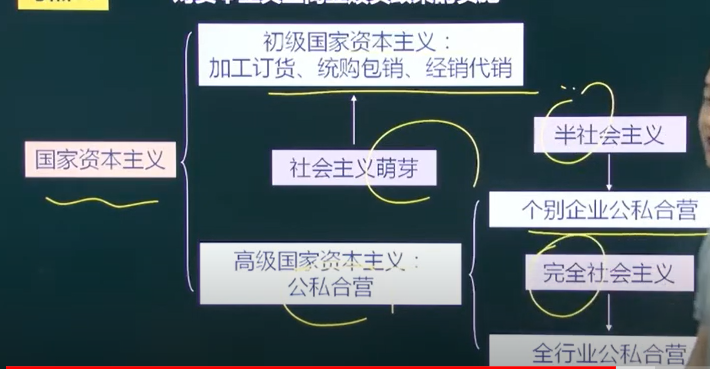 初级国家资本主义：
加工订货、统购包销、经销代销
半社会主义
国家资本主义
社会主义萌芽
个别企业公私合营
高级国家资本主义：
公私合营
完全社会主义
全行业公私合营